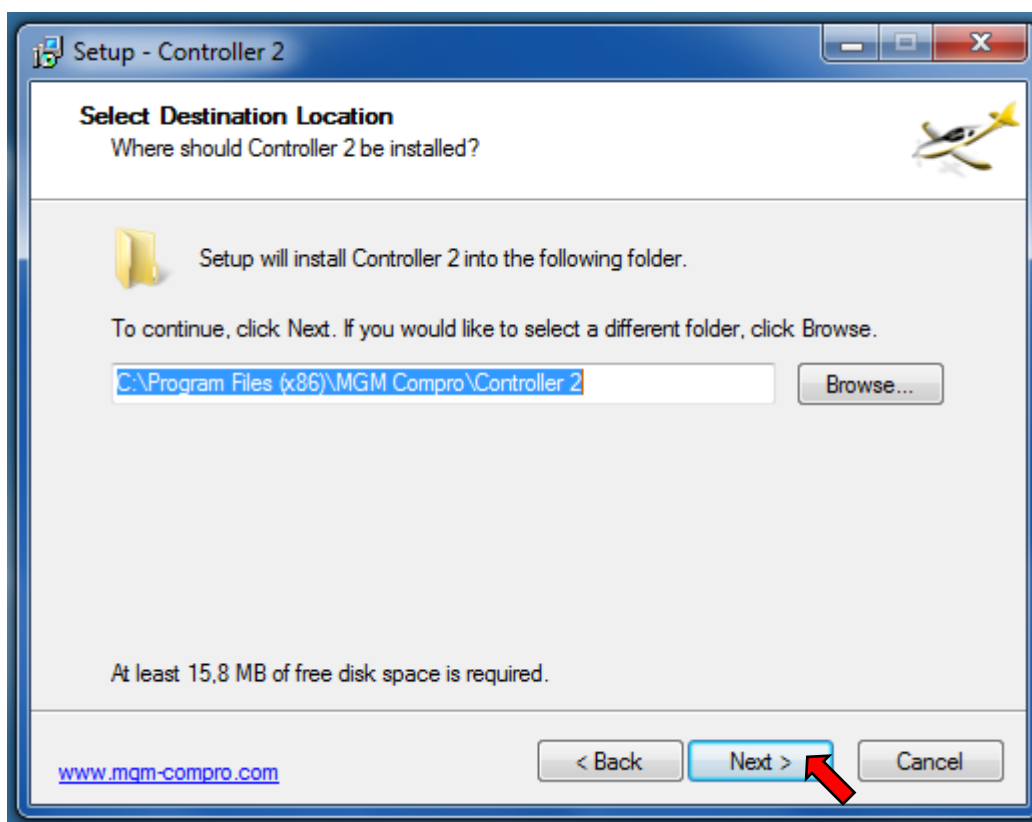 Setup - Controller 2
Select Destination Location
Where should Controller 2 be installed?
Setup will install Controller 2 into the following folder.
To continue, click Next. If you would like to select a different folder, click Browse.
C:\Program Files (x86)\MGM Compro\Controller 2
Browse...
At least 15,8 MB of free disk space is required.
www.mgm-compro.com
< Back
Next >
Cancel